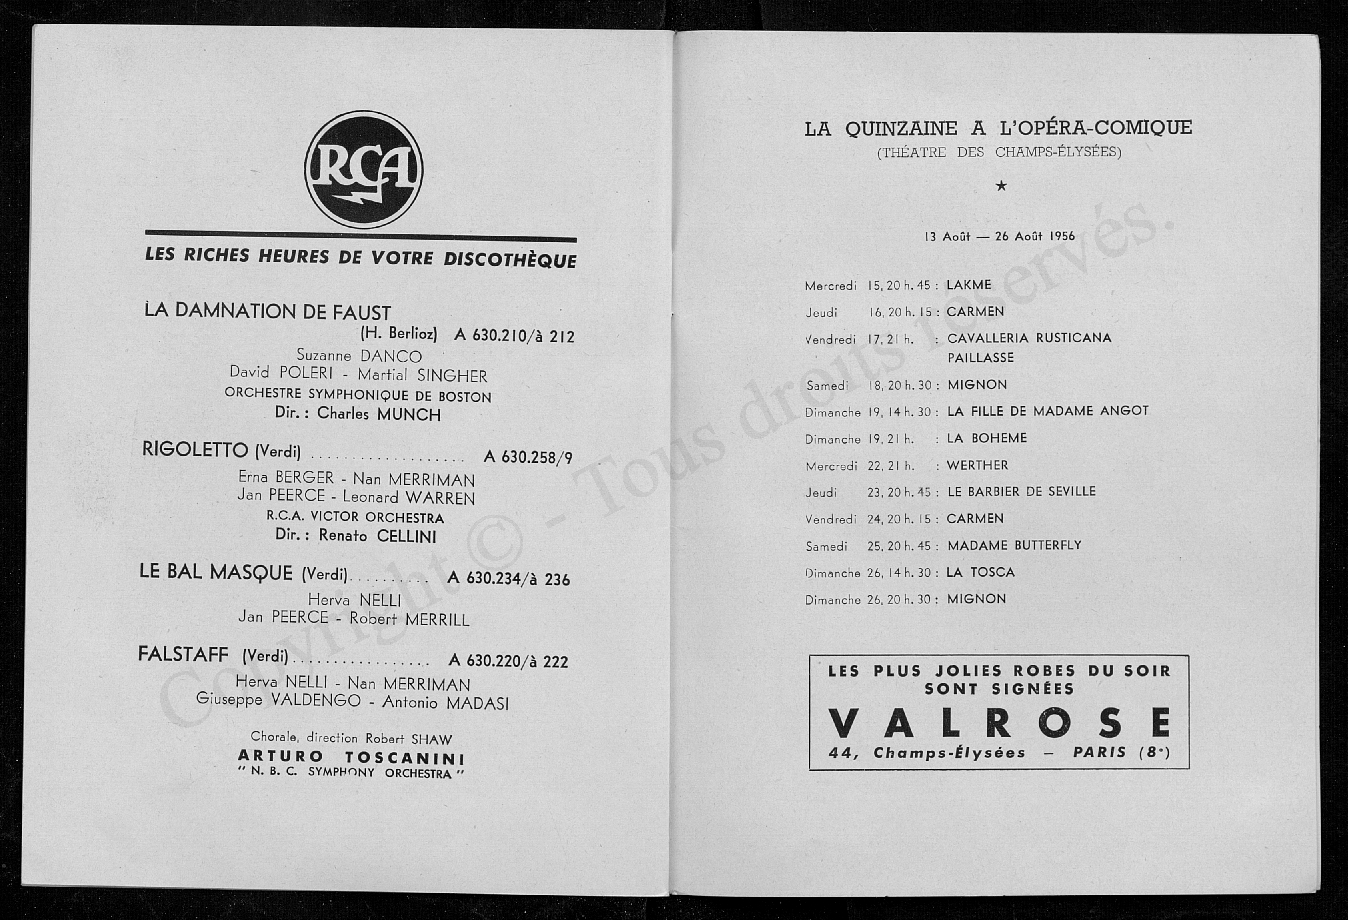 RCA
LES RICHES HEURES DE VOTRE DISCOTHÈQUE
LA DAMNATION DE FAUST
(H. Berlioz) A 630.210/à 212
Suzanne DANCO
David POLERI - Martial SINGHER
ORCHESTRE SYMPHONIQUE DE BOSTON
Dir. : Charles MUNCH
RIGOLETTO (Verdi) .................. A 630.258/9
Erna BERGER - Nan MERRIMAN
Jan PEERCE - Leonard WARREN
R.C.A. VICTOR ORCHESTRA
Dir. : Renato CELLINI
LE BAL MASQUE (Verdi).......... A 630.234/à 236
Herva NELLI
Jan PEERCE - Robert MERRILL
FALSTAFF (Verdi)................. A 630.220/à 222
Herva NELLI - Nan MERRIMAN
Giuseppe VALDENGO - Antonio MADASI
Chorale, direction Robert SHAW
ARTURO TOSCANINI
" N. B. C. SYMPHONY ORCHESTRA "
LA QUINZAINE A L'OPÉRA-COMIQUE
(THÉATRE DES CHAMPS-ÉLYSÉES)
13 Août — 26 Août 1956
Mercredi 15, 20 h. 45 : LAKME
Jeudi 16, 20 h. 15 : CARMEN
Vendredi 17, 21 h. : CAVALLERIA RUSTICANA
PAILLASSE
Samedi 18, 20 h. 30 : MIGNON
Dimanche 19, 14 h. 30 : LA FILLE DE MADAME ANGOT
Dimanche 19, 21 h. : LA BOHEME
Mercredi 22, 21 h. : WERTHER
Jeudi 23, 20 h. 45 : LE BARBIER DE SEVILLE
Vendredi 24, 20 h. 15 : CARMEN
Samedi 25, 20 h. 45 : MADAME BUTTERFLY
Dimanche 26, 14 h. 30 : LA TOSCA
Dimanche 26, 20 h. 30 : MIGNON
LES PLUS JOLIES ROBES DU SOIR
SONT SIGNÉES
VALROSE
44, Champs-Élysées — PARIS (8ᵉ)
Copyright © - Tous droits réservés.